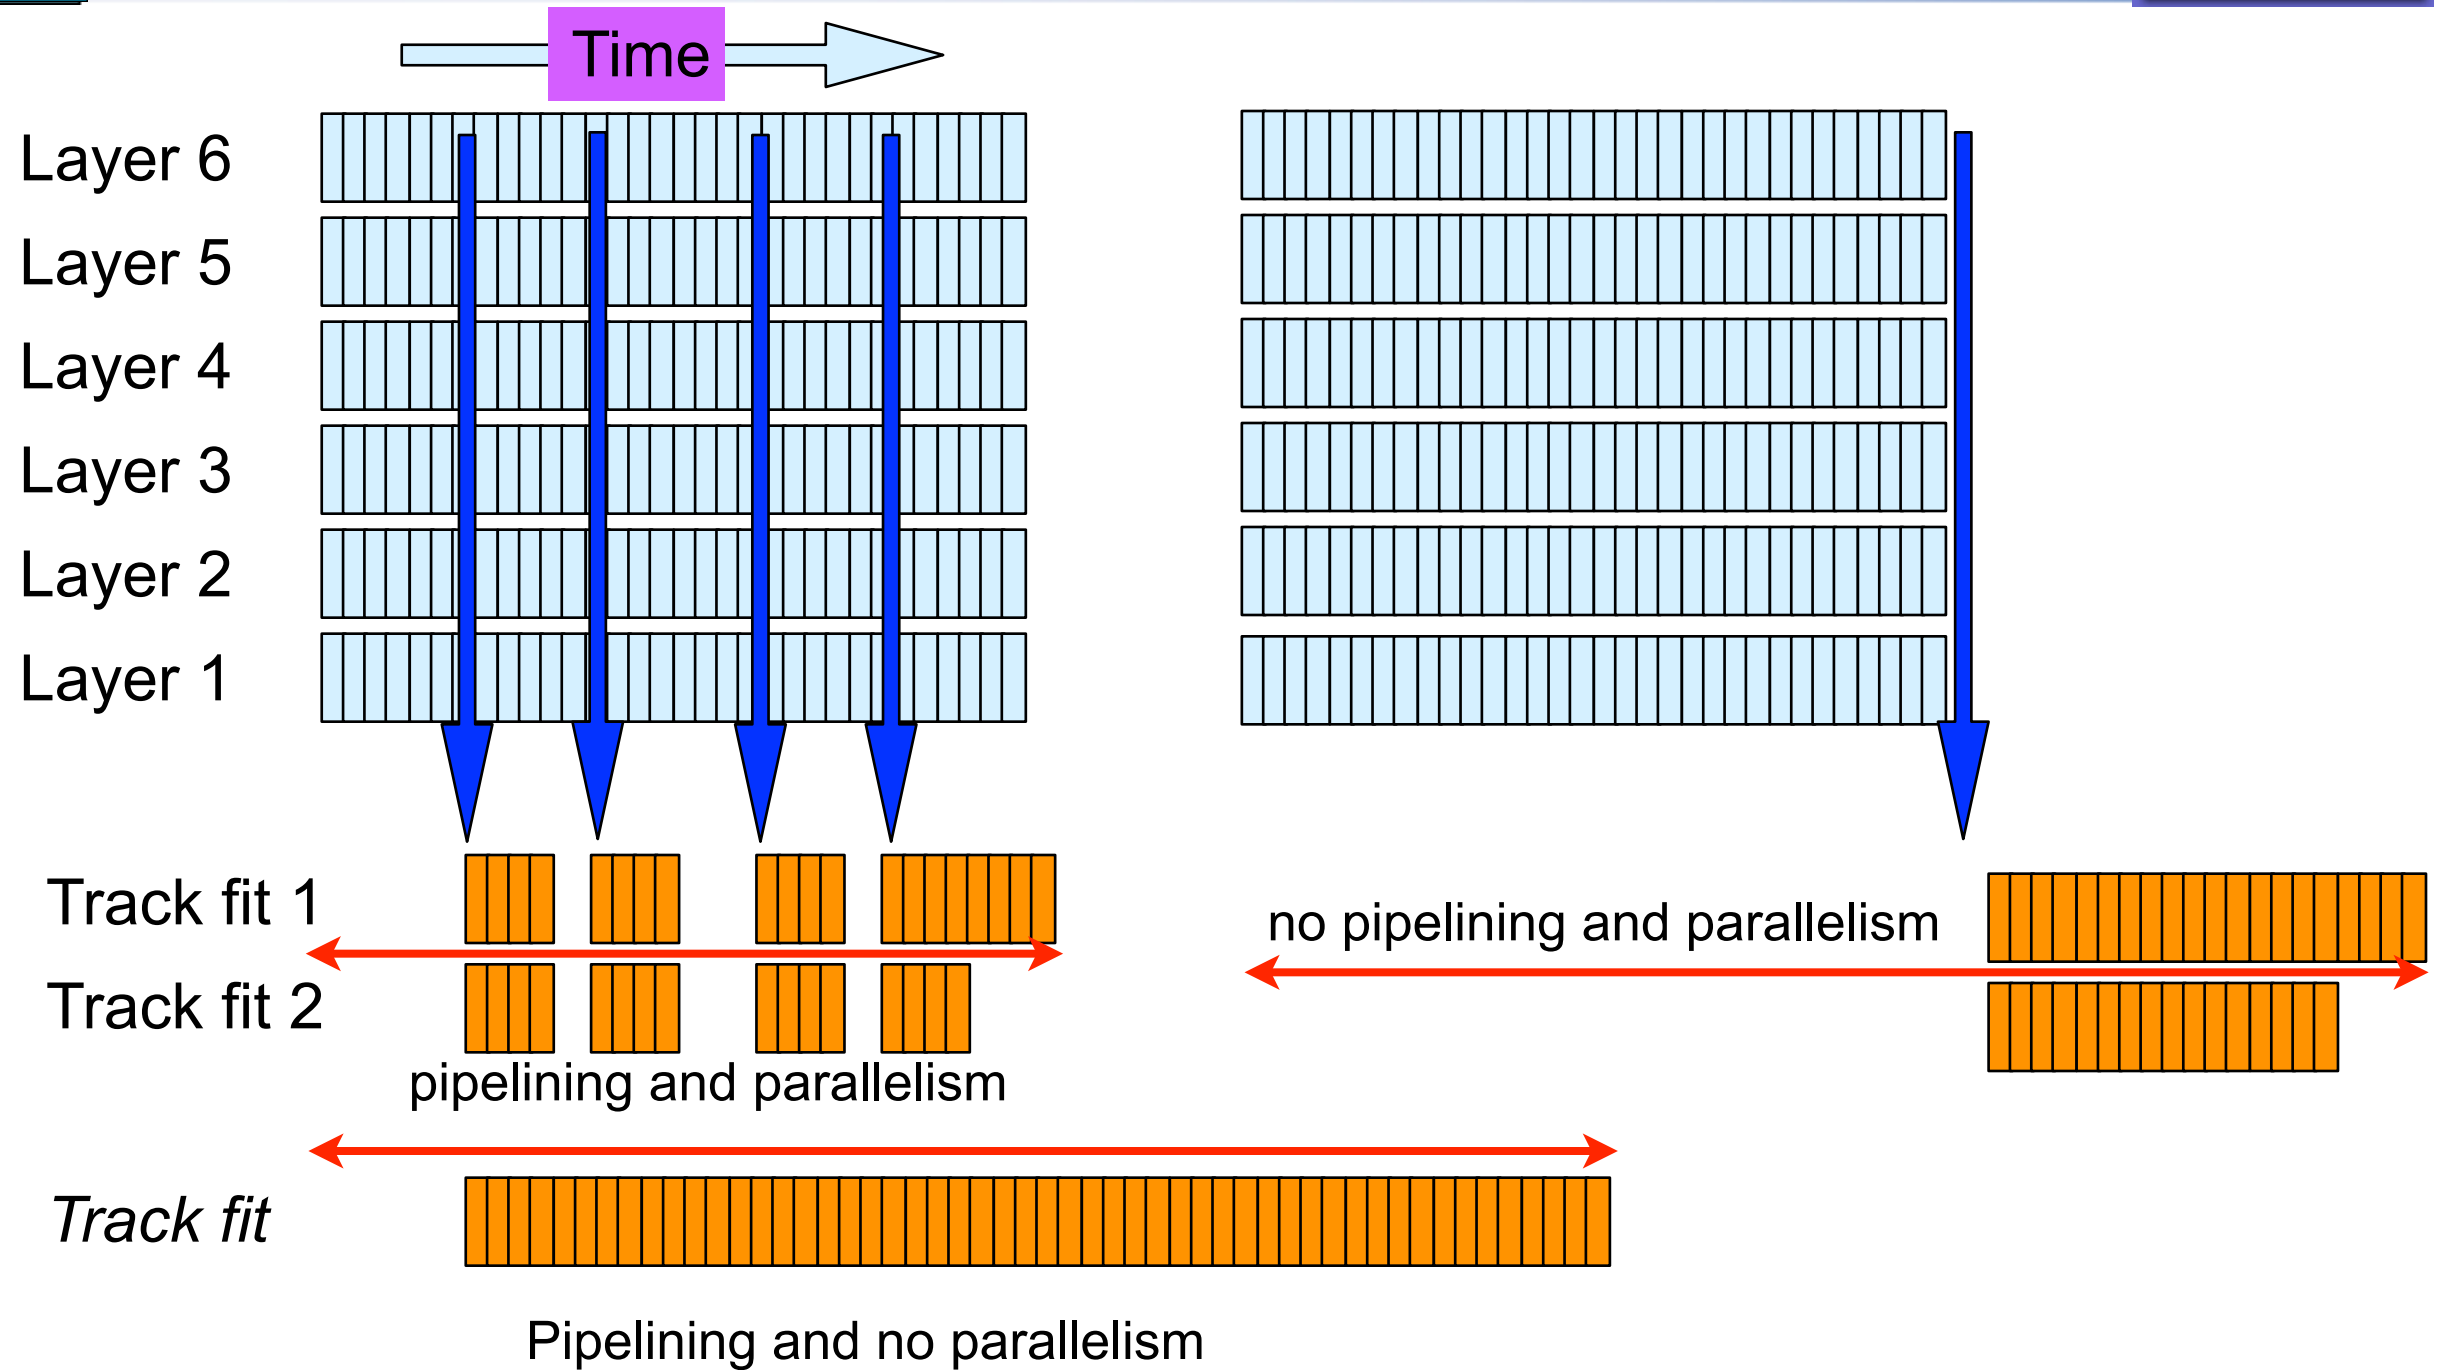 Time
Layer 6
Layer 5
Layer 4
Layer 3
Layer 2
Layer 1
Track fit 1
no pipelining and parallelism
Track fit 2
pipelining and parallelism
Track fit
Pipelining and no parallelism